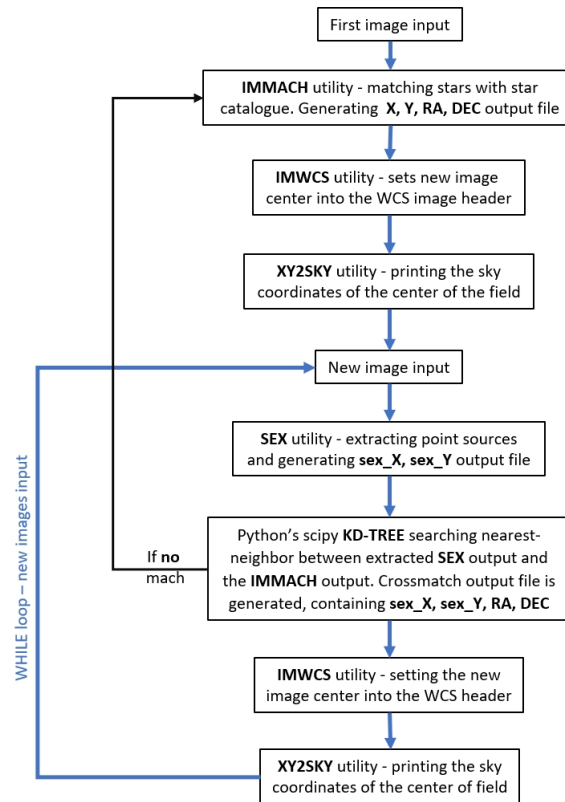 First image input
IMMACH utility - matching stars with star
catalogue. Generating X, Y, RA, DEC output file
IMWCS utility - sets new image
center into the WCS image header
XY2SKY utility - printing the sky
coordinates of the center of the field
New image input
SEX utility - extracting point sources
and generating sex_X, sex_Y output file
Python's scipy KD-TREE searching nearest-
neighbor between extracted SEX output and
the IMMACH output. Crossmatch output file is
generated, containing sex_X, sex_Y, RA, DEC
If no
mach
IMWCS utility - setting the new
image center into the WCS header
XY2SKY utility - printing the sky
coordinates of the center of field
WHILE loop – new images input